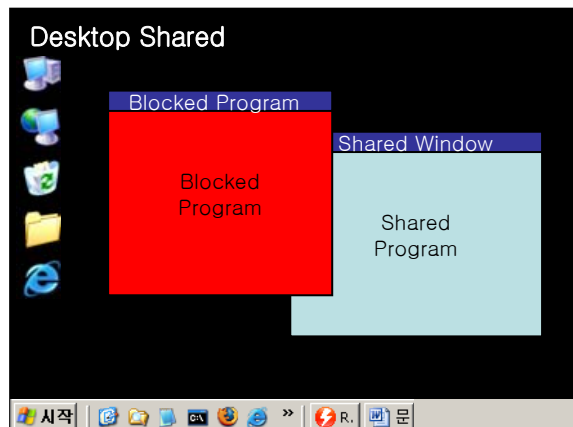 Desktop Shared
Blocked Program
Shared Window
Blocked
Program
Shared
Program
시작
C:\
»
R.
문